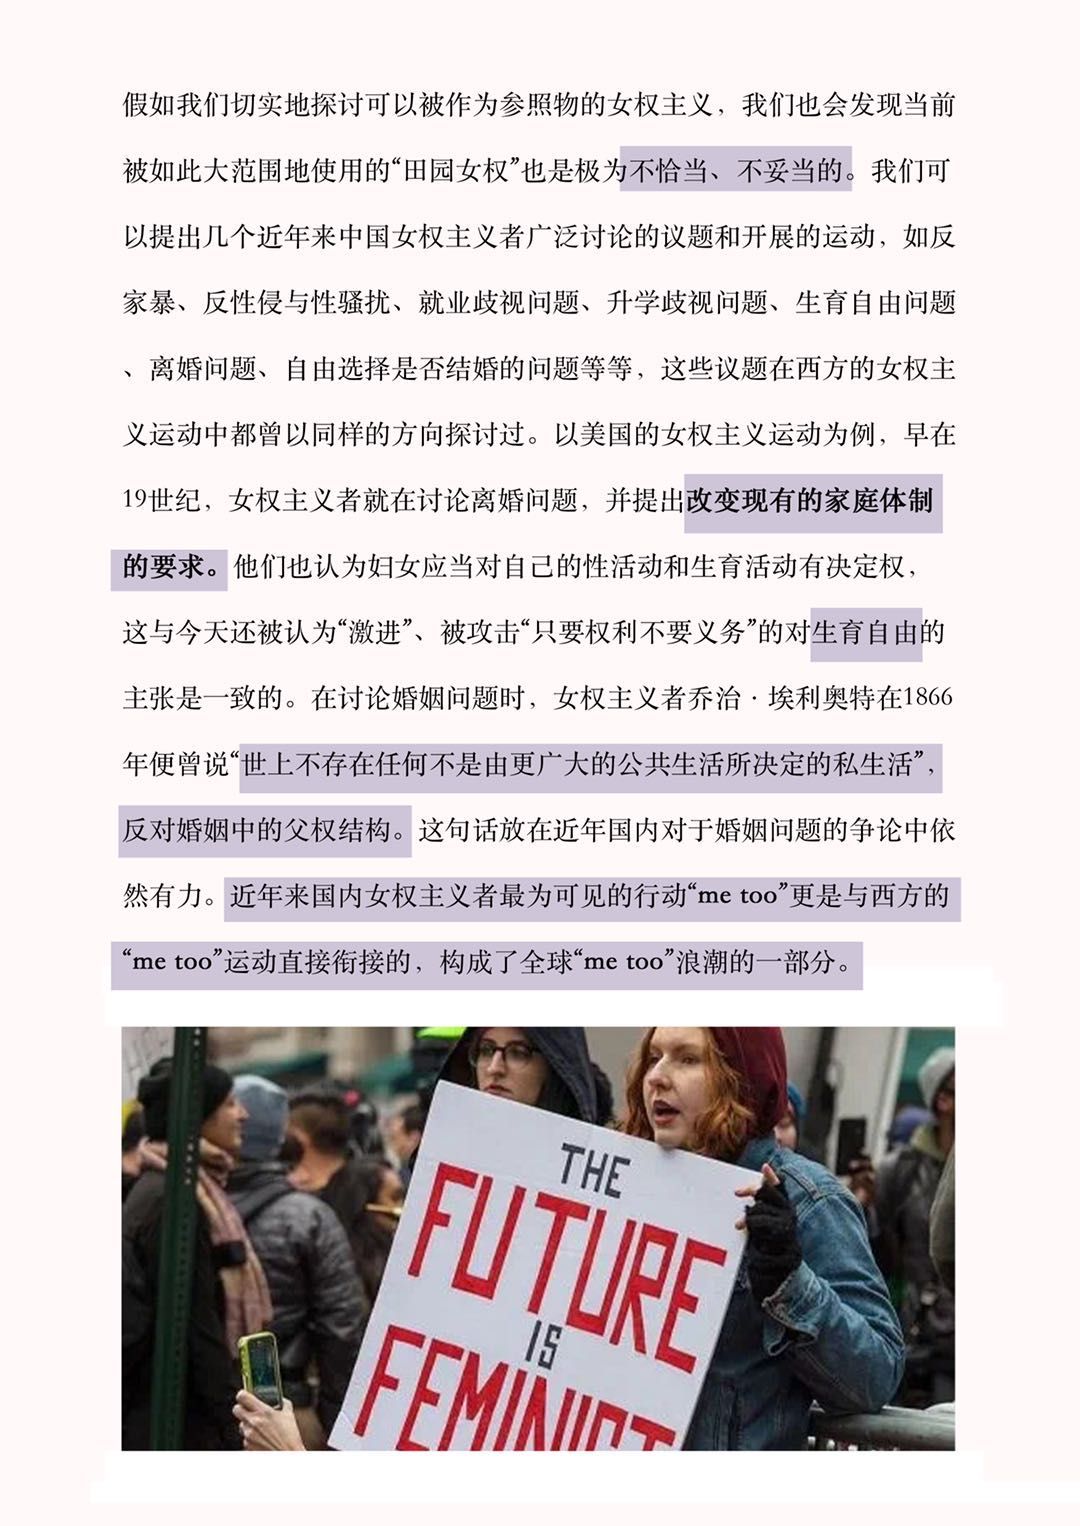 假如我们切实地探讨可以被作为参照物的女权主义，我们也会发现当前
被如此大范围地使用的“田园女权”也是极为不恰当、不妥当的。我们可
以提出几个近年来中国女权主义者广泛讨论的议题和开展的运动，如反
家暴、反性侵与性骚扰、就业歧视问题、升学歧视问题、生育自由问题
、离婚问题、自由选择是否结婚的问题等等，这些议题在西方的女权主
义运动中都曾以同样的方向探讨过。以美国的女权主义运动为例，早在
19世纪，女权主义者就在讨论离婚问题，并提出改变现有的家庭体制
的要求。他们也认为妇女应当对自己的性活动和生育活动有决定权，
这与今天还被认为“激进”、被攻击“只要权利不要义务”的对生育自由的
主张是一致的。在讨论婚姻问题时，女权主义者乔治·埃利奥特在1866
年便曾说“世上不存在任何不是由更广大的公共生活所决定的私生活”，
反对婚姻中的父权结构。这句话放在近年国内对于婚姻问题的争论中依
然有力。近年来国内女权主义者最为可见的行动“me too”更是与西方的
“me too”运动直接衔接的，构成了全球“me too”浪潮的一部分。
THE
FUTURE
IS
FEMINIST